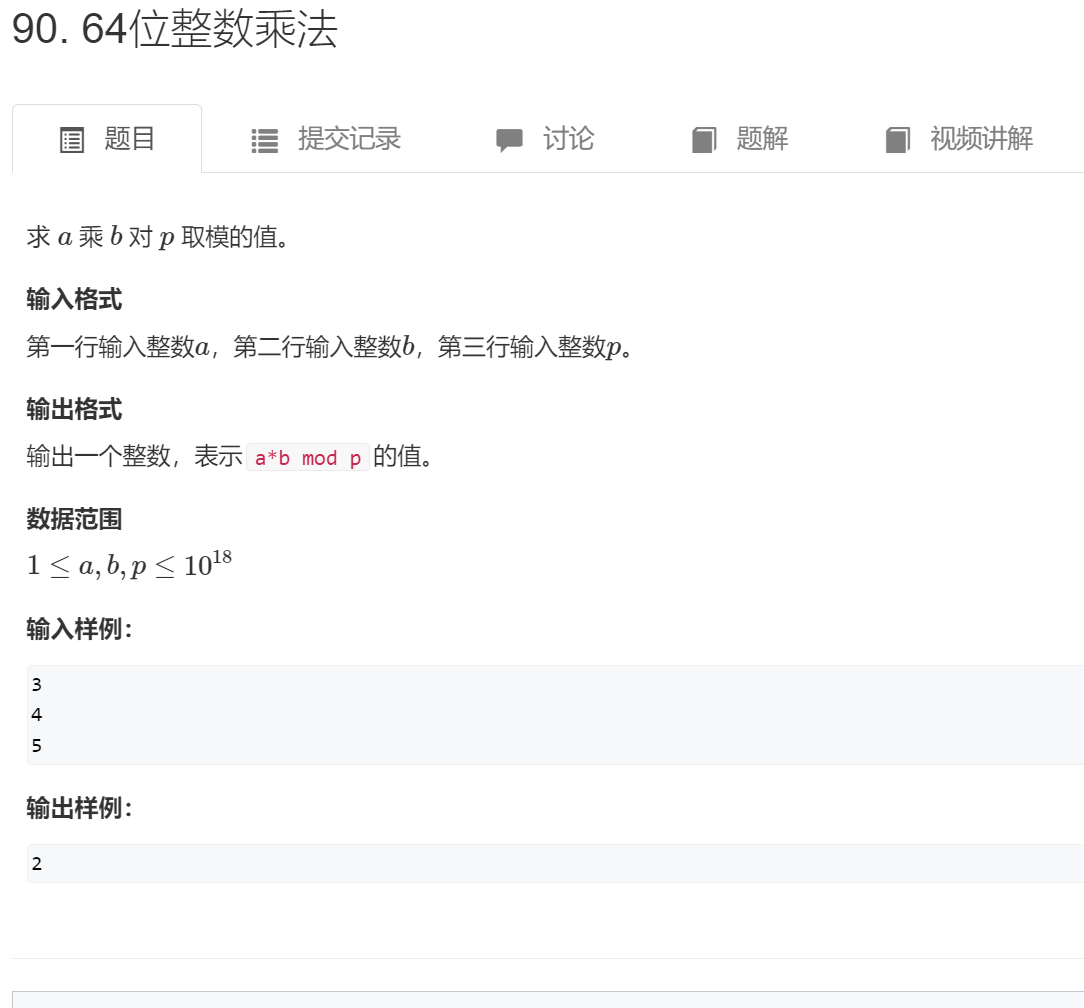 90. 64位整数乘法
题目 提交记录 讨论 题解 视频讲解
求 a 乘 b 对 p 取模的值。
输入格式
第一行输入整数a，第二行输入整数b，第三行输入整数p。
输出格式
输出一个整数，表示 a*b mod p 的值。
数据范围
1 ≤ a, b, p ≤ 10^18
输入样例：
3
4
5
输出样例：
2